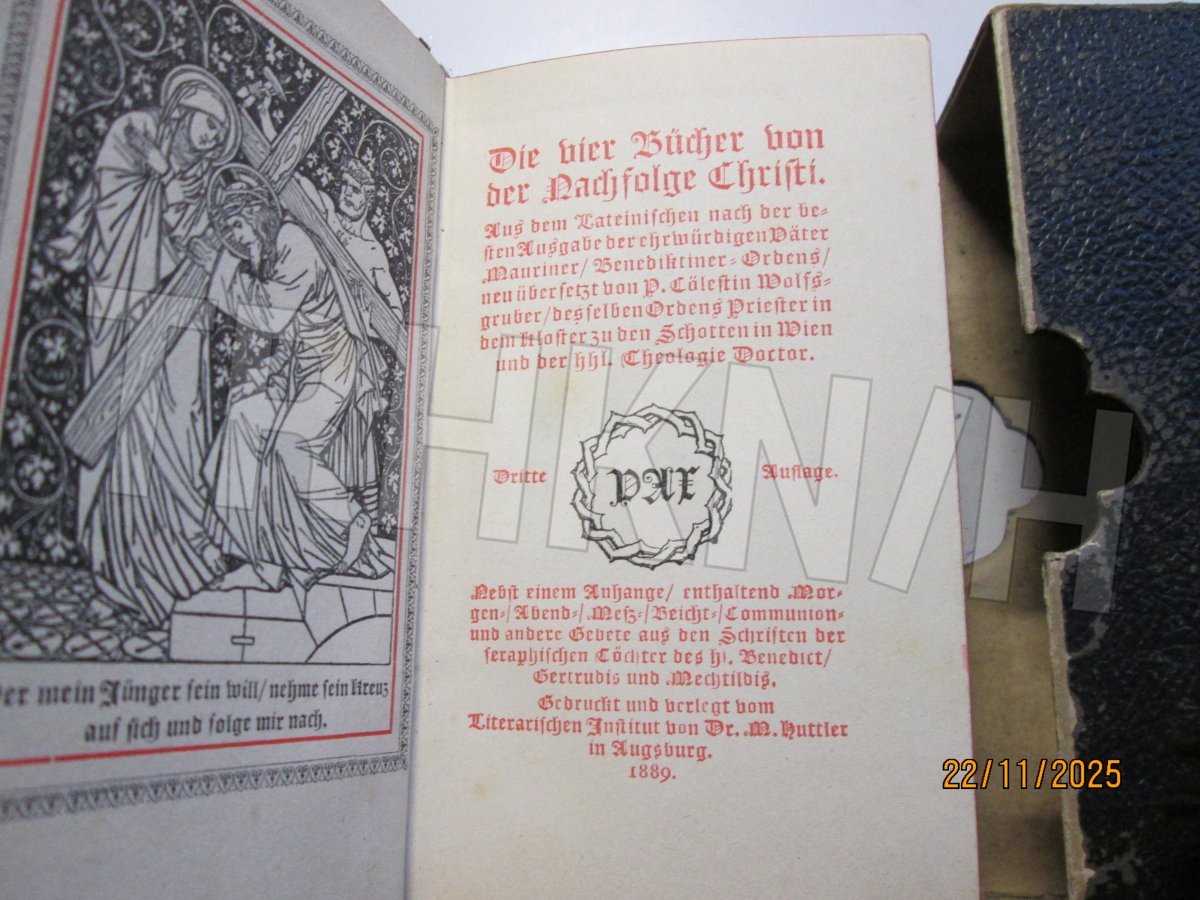 er mein Jünger sein will/nehme sein Kreuz
auf sich und folge mir nach.
Die vier Bücher von
der Nachfolge Christi.
Aus dem Lateinischen nach der be-
sten Ausgabe der ehrwürdigen Väter
Mauriner/ Benediktiner-Ordens/
neu übersetzt von P. Cölestin Wolfs-
gruber/desselben Ordens Priester in
dem Kloster zu den Schotten in Wien
und der hhl. Theologie Doctor.
Dritte PAX Auflage.
Nebst einem Anhange/ enthaltend Mor-
gen-/Abend-/Meß-/Beicht-/Communion-
und andere Gebete aus den Schriften der
seraphischen Töchter des hl. Benedict/
Gertrudis und Mechtildis.
Gedruckt und verlegt vom
Literarischen Institut von Dr. M. Huttler
in Augsburg.
1889.
22/11/2025